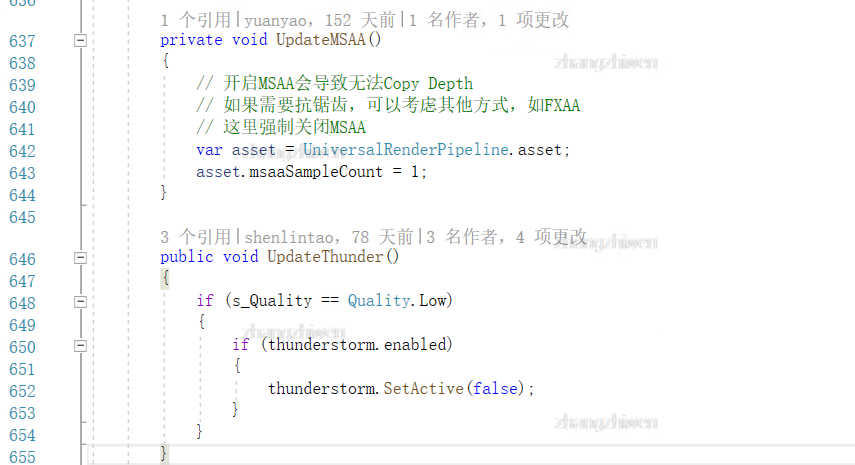 636
1 个引用|yuanyao，152 天前|1 名作者，1 项更改
637 private void UpdateMSAA()
638 {
639 // 开启MSAA会导致无法Copy Depth
640 // 如果需要抗锯齿，可以考虑其他方式，如FXAA
641 // 这里强制关闭MSAA
642 var asset = UniversalRenderPipeline.asset;
643 asset.msaaSampleCount = 1;
644 }
645
3 个引用|shenlintao，78 天前|3 名作者，4 项更改
646 public void UpdateThunder()
647 {
648 if (s_Quality == Quality.Low)
649 {
650 if (thunderstorm.enabled)
651 {
652 thunderstorm.SetActive(false);
653 }
654 }
655 }
zhangzhiwen
zhangzhiwen
zhangzhiwen
zhangzhiwen
zhangzhiwen